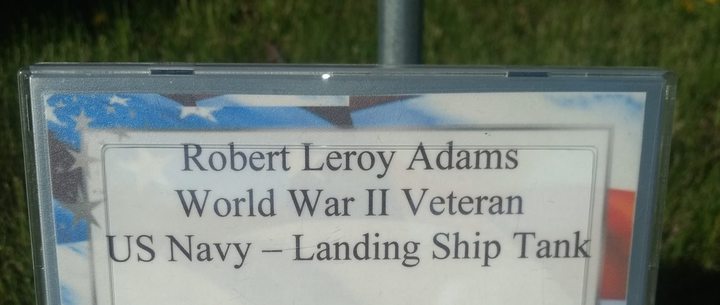 Robert Leroy Adams
World War II Veteran
US Navy – Landing Ship Tank